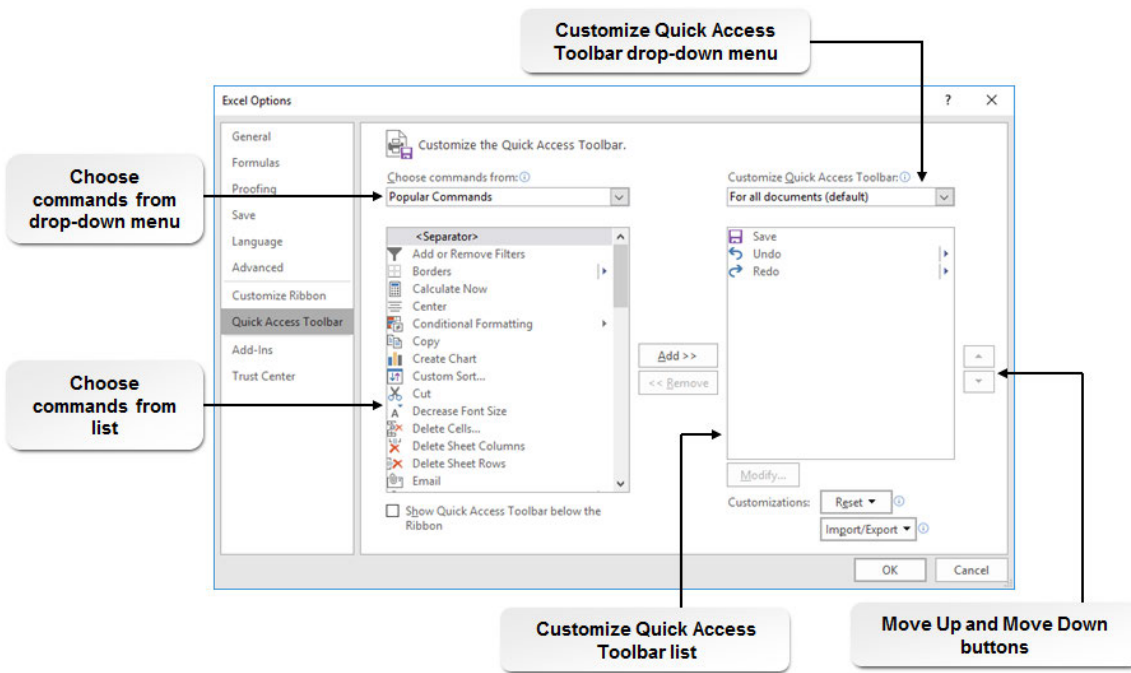 Customize Quick Access
Toolbar drop-down menu
Excel Options
?
General
Formulas
Proofing
Save
Language
Advanced
Customize Ribbon
Quick Access Toolbar
Add-Ins
Trust Center
Choose
commands from
drop-down menu
Choose
commands from
list
Customize the Quick Access Toolbar.
Choose commands from:
Popular Commands
<Separator>
Add or Remove Filters
Borders
Calculate Now
Center
Conditional Formatting
Copy
Create Chart
Custom Sort...
Cut
Decrease Font Size
Delete Cells...
Delete Sheet Columns
Delete Sheet Rows
Email
Show Quick Access Toolbar below the
Ribbon
Add >>
<< Remove
Customize Quick Access Toolbar:
For all documents (default)
Save
Undo
Redo
Modify...
Customizations:
Reset
Import/Export
OK
Cancel
Customize Quick Access
Toolbar list
Move Up and Move Down
buttons